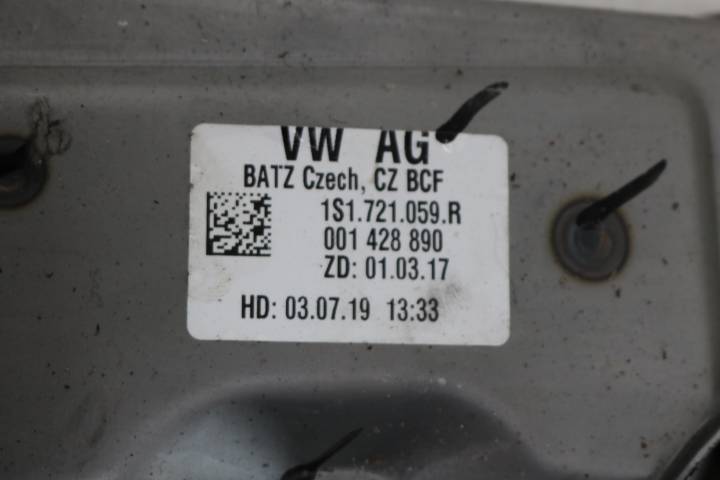 VW AG
BATZ Czech, CZ BCF
1S1.721.059.R
001 428 890
ZD: 01.03.17
HD: 03.07.19 13:33